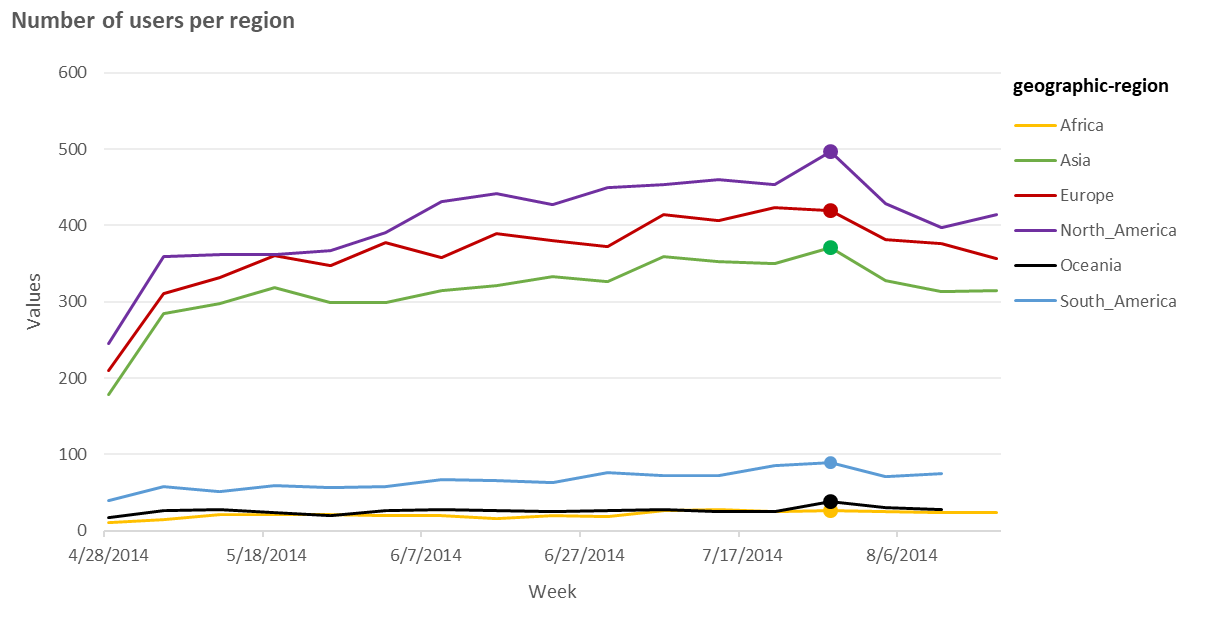 Number of users per region
600
500
400
300
200
100
0
Values
4/28/2014 5/18/2014 6/7/2014 6/27/2014 7/17/2014 8/6/2014
Week
geographic-region
Africa
Asia
Europe
North_America
Oceania
South_America